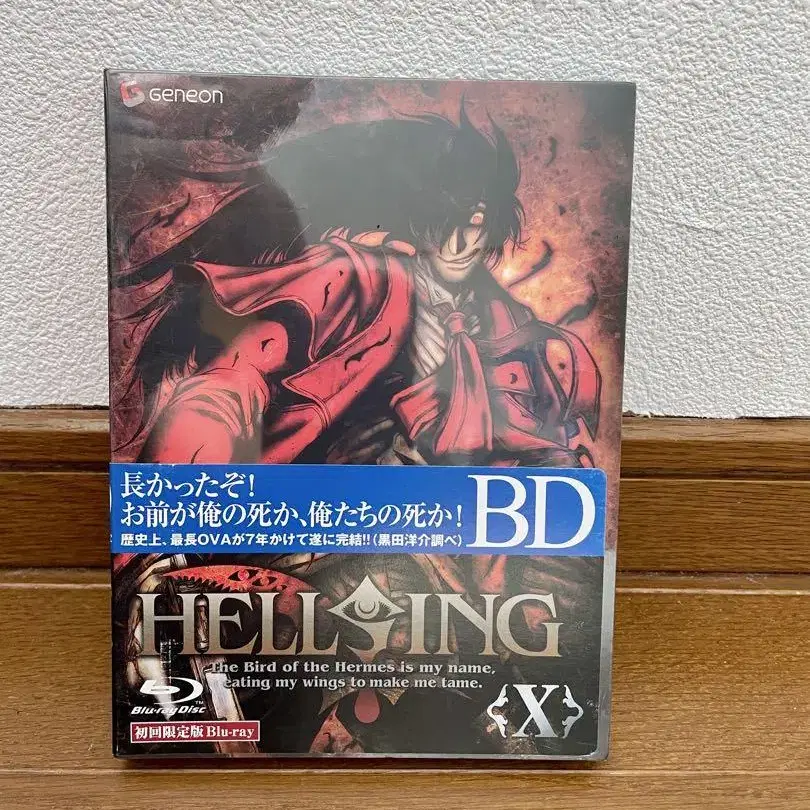 Geneon
長かったぞ!
お前が俺の死か、俺たちの死か!
歴史上、最長OVAが7年かけて遂に完結!!(黒田洋介調べ)
BD
HELLSING
The Bird of the Hermes is my name,
eating my wings to make me tame.
Blu-ray Disc
TM
初回限定版 Blu-ray
X